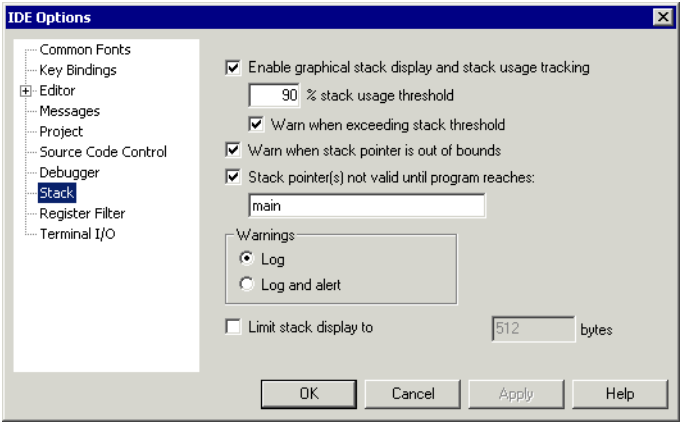 IDE Options
Common Fonts
Key Bindings
Editor
Messages
Project
Source Code Control
Debugger
Stack
Register Filter
Terminal I/O
Enable graphical stack display and stack usage tracking
90 % stack usage threshold
Warn when exceeding stack threshold
Warn when stack pointer is out of bounds
Stack pointer(s) not valid until program reaches:
main
Warnings
Log
Log and alert
Limit stack display to 512 bytes
OK Cancel Apply Help